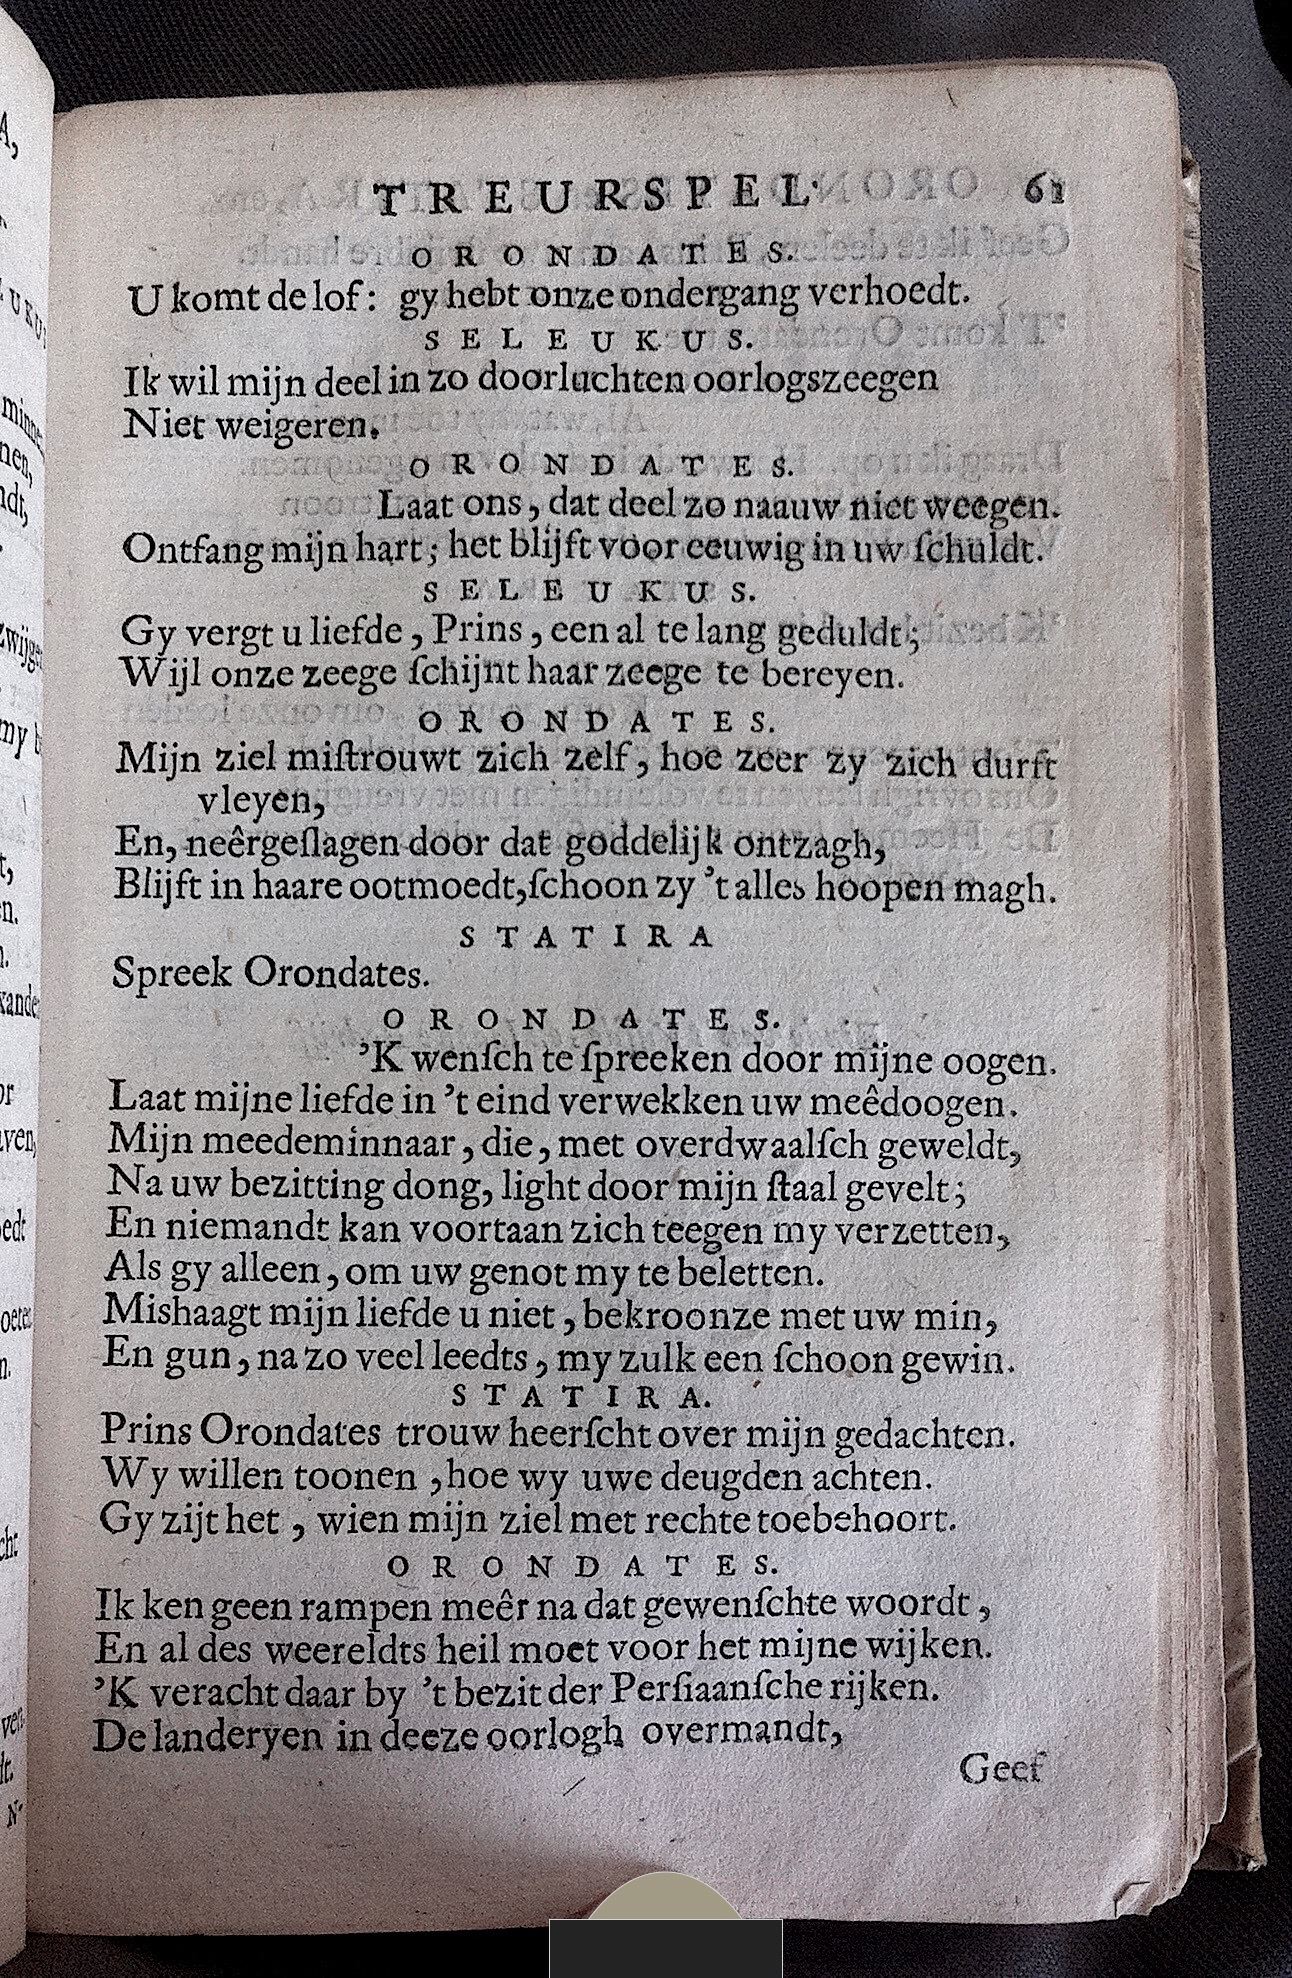 TREURSPEL. 61
ORONDATES.
U komt de lof: gy hebt onze ondergang verhoedt.
SELEUKUS.
Ik wil mijn deel in zo doorluchten oorlogszeegen
Niet weigeren.
ORONDATES.
Laat ons, dat deel zo naauw niet weegen.
Ontfang mijn hart; het blijft voor eeuwig in uw ſchuldt.
SELEUKUS.
Gy vergt u liefde, Prins, een al te lang geduldt;
Wijl onze zeege ſchijnt haar zeege te bereyen.
ORONDATES.
Mijn ziel miſtrouwt zich zelf, hoe zeer zy zich durft
vleyen,
En, neêrgeſlagen door dat goddelijk ontzagh,
Blijft in haare ootmoedt, ſchoon zy 't alles hoopen magh.
STATIRA
Spreek Orondates.
ORONDATES.
'K wenſch te ſpreeken door mijne oogen.
Laat mijne liefde in 't eind verwekken uw meêdoogen.
Mijn meedeminnaar, die, met overdwaalſch geweldt,
Na uw bezitting dong, light door mijn ſtaal gevelt;
En niemandt kan voortaan zich teegen my verzetten,
Als gy alleen, om uw genot my te beletten.
Mishaagt mijn liefde u niet, bekroonze met uw min,
En gun, na zo veel leedts, my zulk een ſchoon gewin.
STATIRA.
Prins Orondates trouw heerſcht over mijn gedachten.
Wy willen toonen, hoe wy uwe deugden achten.
Gy zijt het, wien mijn ziel met rechte toebehoort.
ORONDATES.
Ik ken geen rampen meêr na dat gewenſchte woordt,
En al des weereldts heil moet voor het mijne wijken.
'K veracht daar by 't bezit der Perſiaanſche rijken.
De landeryen in deeze oorlogh overmandt,
Geef